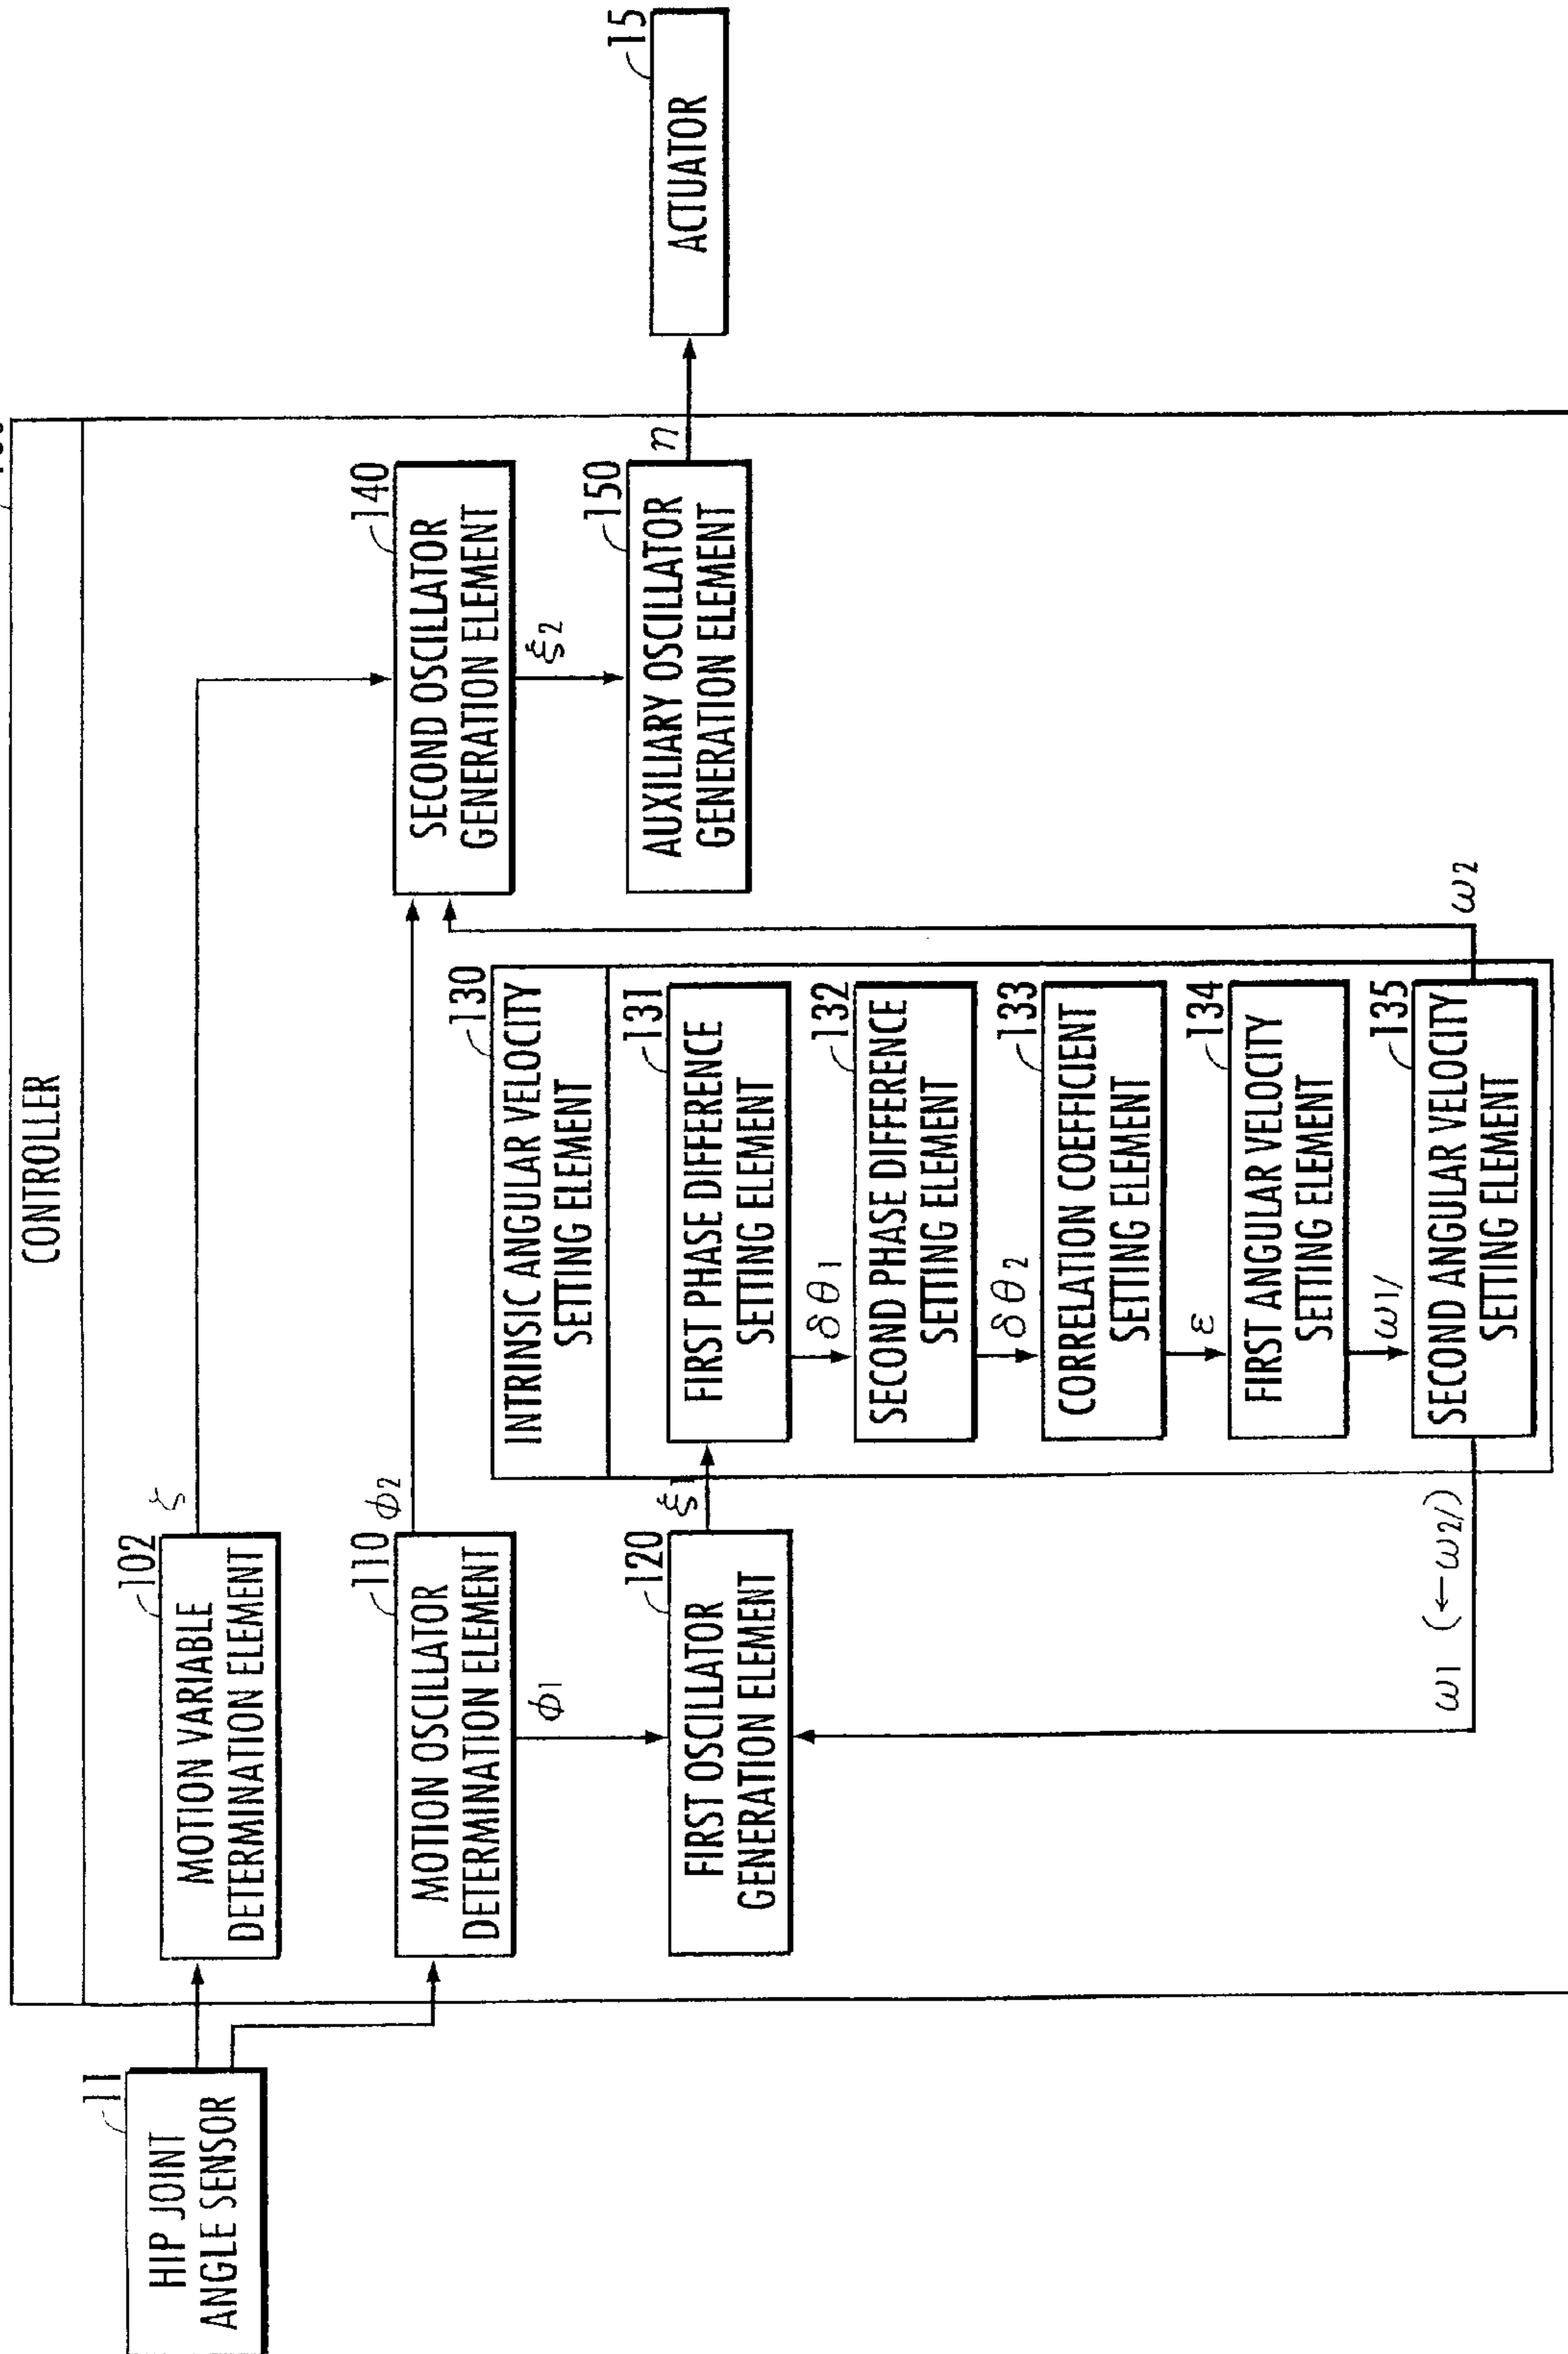 CONTROLLER
HIP JOINT
ANGLE SENSOR
11
MOTION VARIABLE
DETERMINATION ELEMENT
102
ζ
MOTION OSCILLATOR
DETERMINATION ELEMENT
110
ϕ2
ϕ1
FIRST OSCILLATOR
GENERATION ELEMENT
120
ξ1
ω1 (←ω2/)
INTRINSIC ANGULAR VELOCITY
SETTING ELEMENT
130
FIRST PHASE DIFFERENCE
SETTING ELEMENT
131
δθ1
SECOND PHASE DIFFERENCE
SETTING ELEMENT
132
δθ2
CORRELATION COEFFICIENT
SETTING ELEMENT
133
ε
FIRST ANGULAR VELOCITY
SETTING ELEMENT
134
ω1/
SECOND ANGULAR VELOCITY
SETTING ELEMENT
135
ω2
SECOND OSCILLATOR
GENERATION ELEMENT
140
ξ2
AUXILIARY OSCILLATOR
GENERATION ELEMENT
150
η
ACTUATOR
15